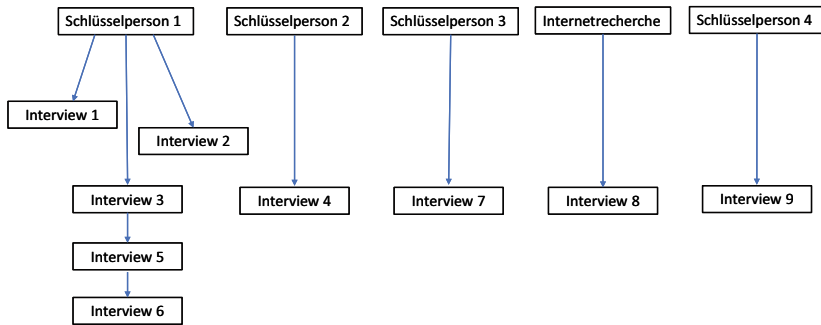 Schlüsselperson 1
Schlüsselperson 2
Schlüsselperson 3
Internetrecherche
Schlüsselperson 4
Interview 1
Interview 2
Interview 3
Interview 4
Interview 7
Interview 8
Interview 9
Interview 5
Interview 6